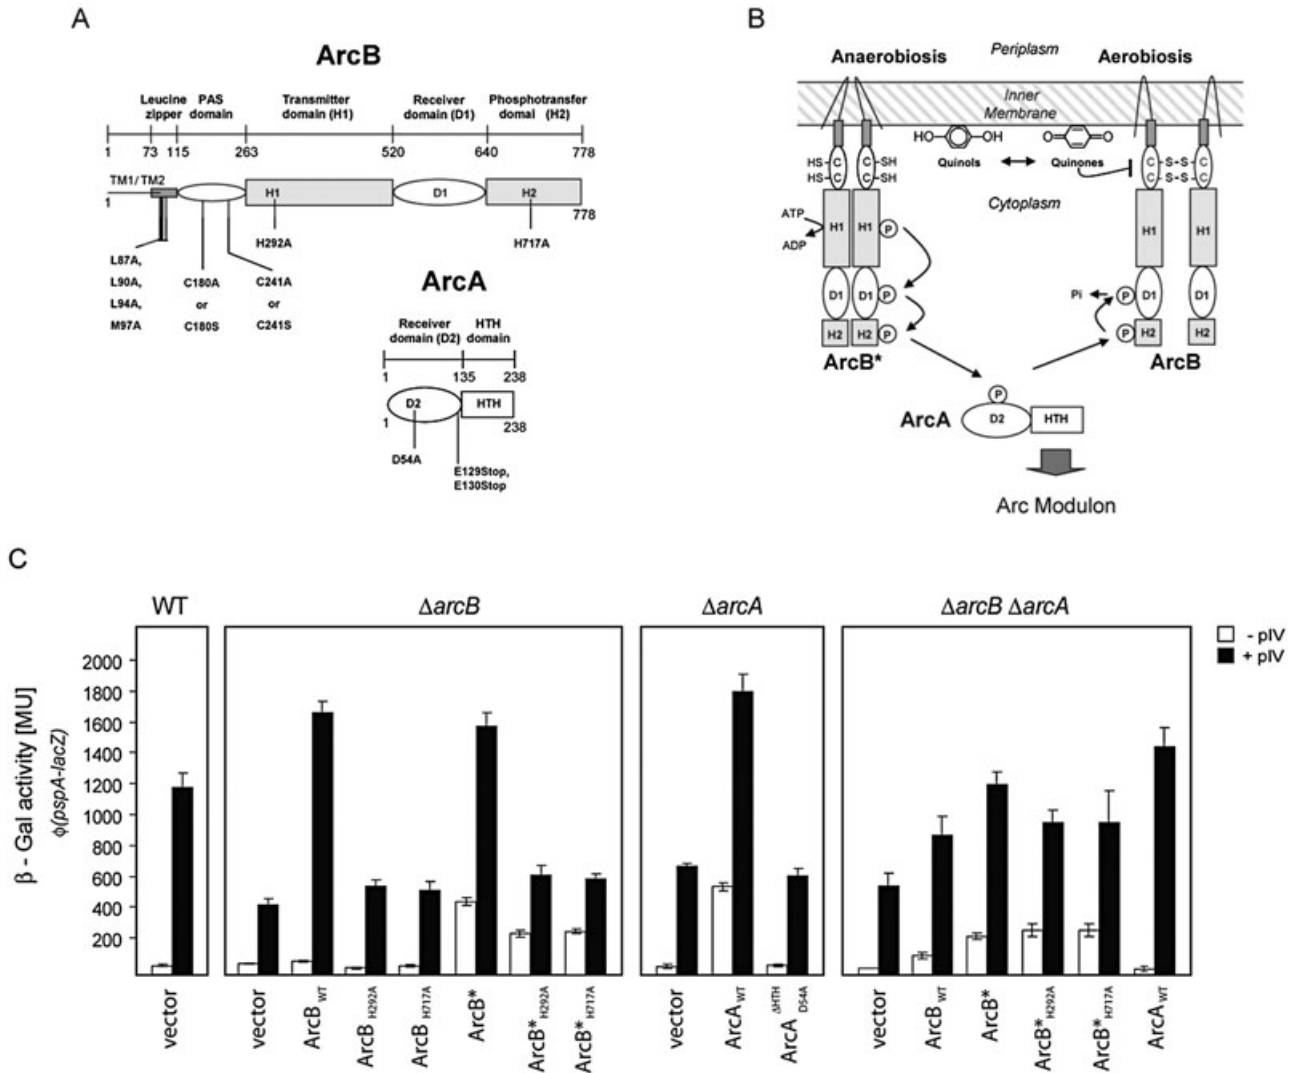 A
ArcB
Leucine zipper
PAS domain
Transmitter domain (H1)
Receiver domain (D1)
Phosphotransfer domai (H2)
1 73 115 263 520 640 778
TM1/ TM2
1
H1
D1
H2
778
H292A
H717A
L87A,
L90A,
L94A,
M97A
C180A
or
C180S
C241A
or
C241S
ArcA
Receiver domain (D2)
HTH domain
1 135 238
D2
HTH
1
238
D54A
E129Stop,
E130Stop
B
Anaerobiosis
Periplasm
Aerobiosis
Inner
Membrane
HO
OH
O
O
Quinols
Quinones
HS C C SH
HS C C SH
C S-S C
C S-S C
Cytoplasm
ATP
ADP
H1 H1 P
D1 D1 P
H2 H2 P
ArcB*
H1 H1
Pi P D1 D1
P H2 H2
ArcB
P
ArcA
D2
HTH
Arc Modulon
C
WT
ΔarcB
ΔarcA
ΔarcB ΔarcA
- pIV
+ pIV
β - Gal activity [MU]
ϕ(pspA-lacZ)
2000
1800
1600
1400
1200
1000
800
600
400
200
vector
vector
ArcB WT
ArcB H292A
ArcB H717A
ArcB*
ArcB* H292A
ArcB* H717A
vector
ArcA WT
ArcA ΔHTH D54A
vector
ArcB WT
ArcB*
ArcB* H292A
ArcB* H717A
ArcA WT